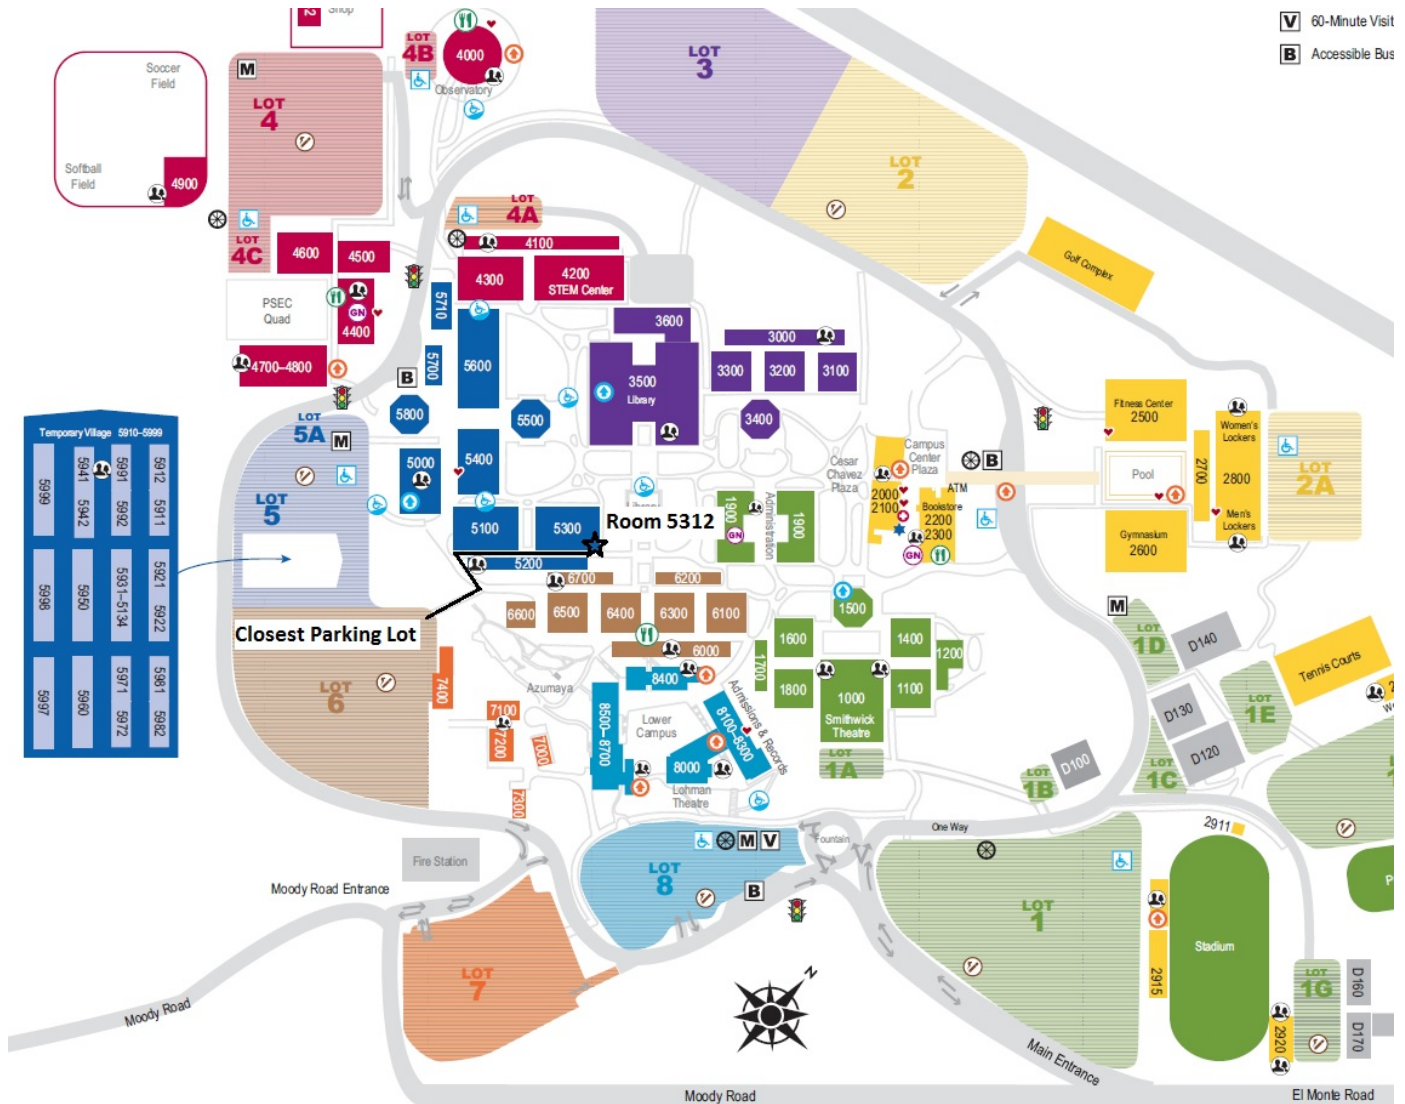 Shop
V 60-Minute Visit
B Accessible Bus
Soccer
Field
Softball
Field
4900
M
LOT
4
LOT
4B
4000
Observatory
LOT
3
LOT
2
Golf Complex
LOT
4C
4600
4500
PSEC
Quad
GN
4400
4700–4800
LOT
4A
4100
4300
4200
STEM Center
5710
5700
5600
B
5800
5500
5000
5400
5100
5300
Room 5312
5200
3600
3500
Library
3000
3300
3200
3100
3400
LOT
5A
M
LOT
5
Temporary Village 5910–5999
5999
5941
5942
5991
5992
5912
5911
5998
5950
5931–5134
5921
5922
5997
5960
5971
5972
5981
5982
Closest Parking Lot
LOT
6
7400
6700
6200
6600
6500
6400
6300
6100
6000
1900
GN
Administration
1900
Cesar
Chavez
Plaza
Campus
Center
Plaza
B
ATM
2000
2100
Bookstore
2200
2300
GN
Fitness Center
2500
Pool
2700
Women's
Lockers
2800
Men's
Lockers
Gymnasium
2600
LOT
2A
1500
1600
1400
1700
1200
1800
1000
Smithwick
Theatre
1100
LOT
1A
Azumaya
7100
7200
7000
7300
8400
8500–8700
Lower
Campus
8100–8300
Admissions & Records
8000
Lohman
Theatre
M
LOT
1D
D140
D130
D120
LOT
1C
LOT
1E
Tennis Courts
LOT
1B
D100
Fire Station
Moody Road Entrance
Moody Road
LOT
7
M V
LOT
8
B
Fountain
One Way
LOT
1
2911
Stadium
2915
2920
LOT
1G
D160
D170
N
Main Entrance
Moody Road
El Monte Road